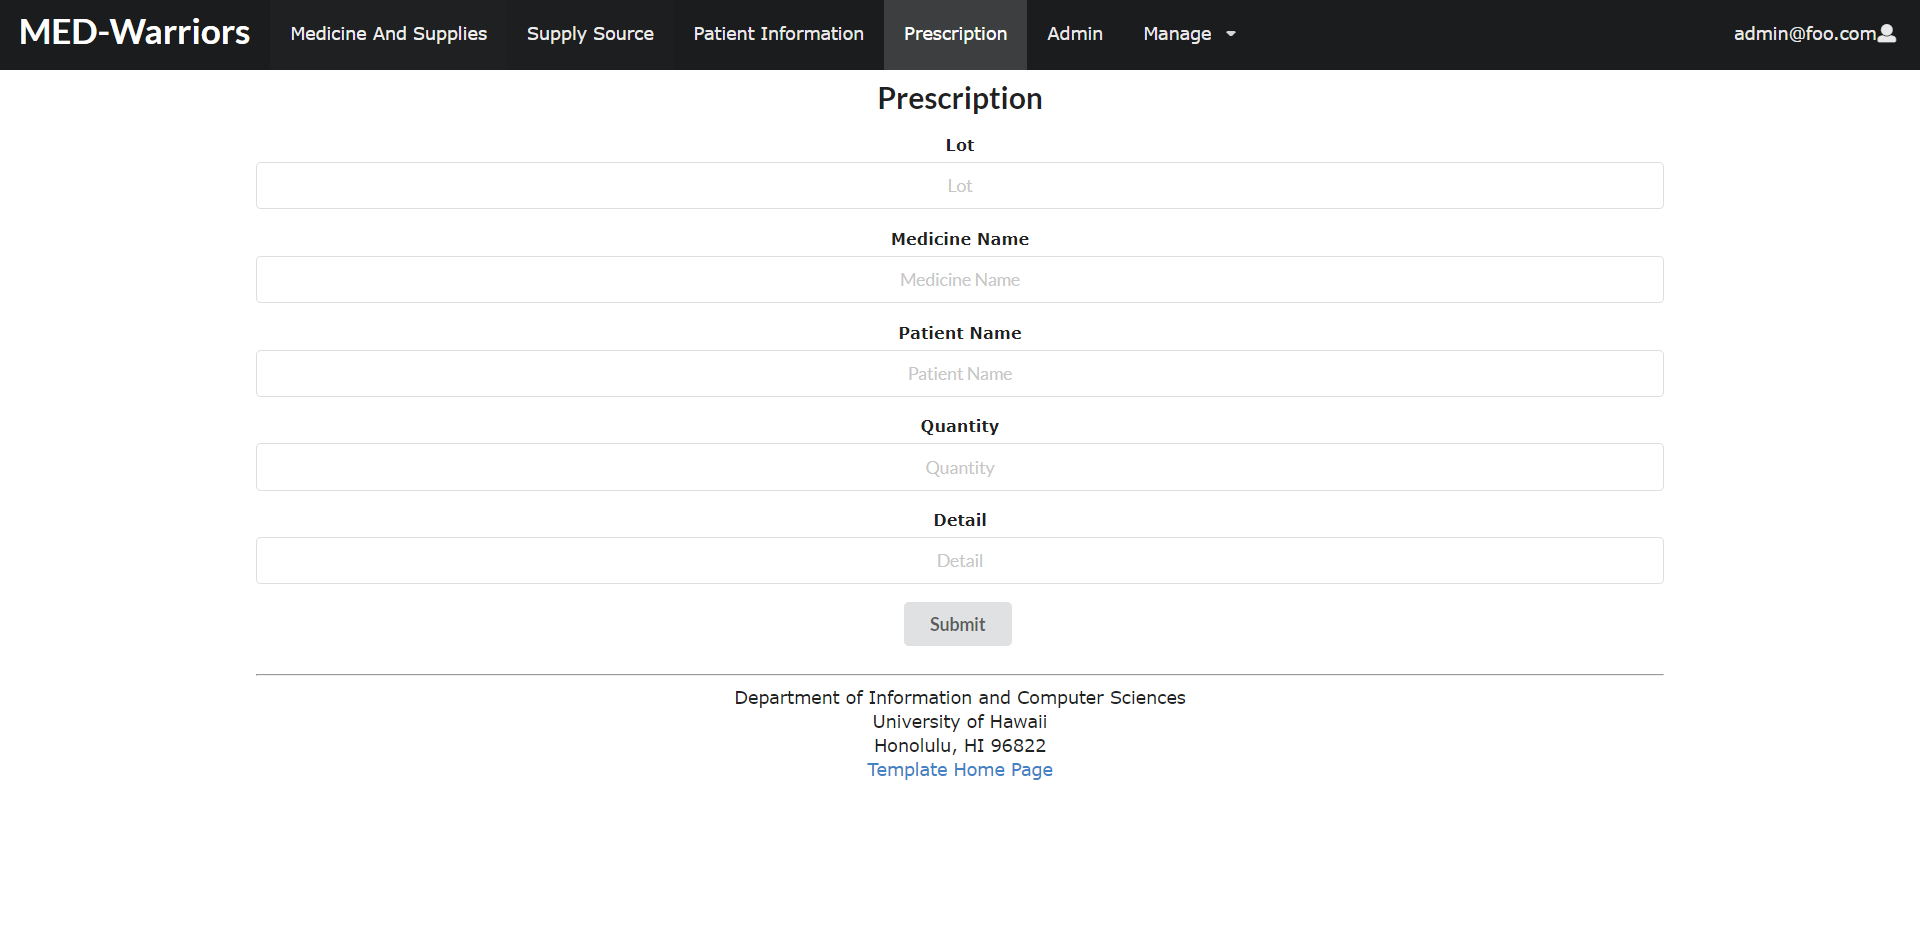 MED-Warriors Medicine And Supplies Supply Source Patient Information Prescription Admin Manage admin@foo.com
Prescription
Lot
Lot
Medicine Name
Medicine Name
Patient Name
Patient Name
Quantity
Quantity
Detail
Detail
Submit
Department of Information and Computer Sciences
University of Hawaii
Honolulu, HI 96822
Template Home Page